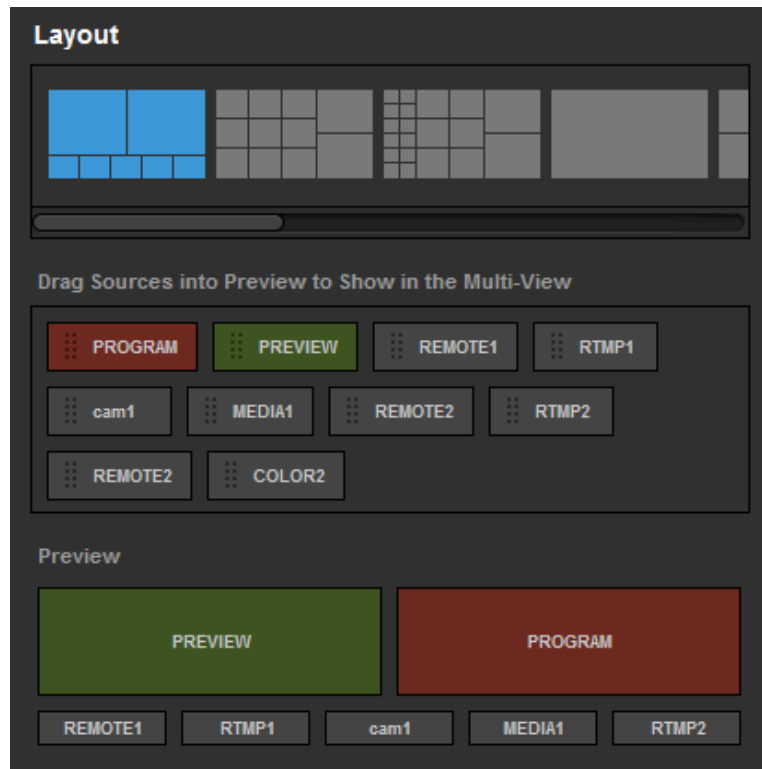 Layout
Drag Sources into Preview to Show in the Multi-View
PROGRAM PREVIEW REMOTE1 RTMP1
cam1 MEDIA1 REMOTE2 RTMP2
REMOTE2 COLOR2
Preview
PREVIEW PROGRAM
REMOTE1 RTMP1 cam1 MEDIA1 RTMP2